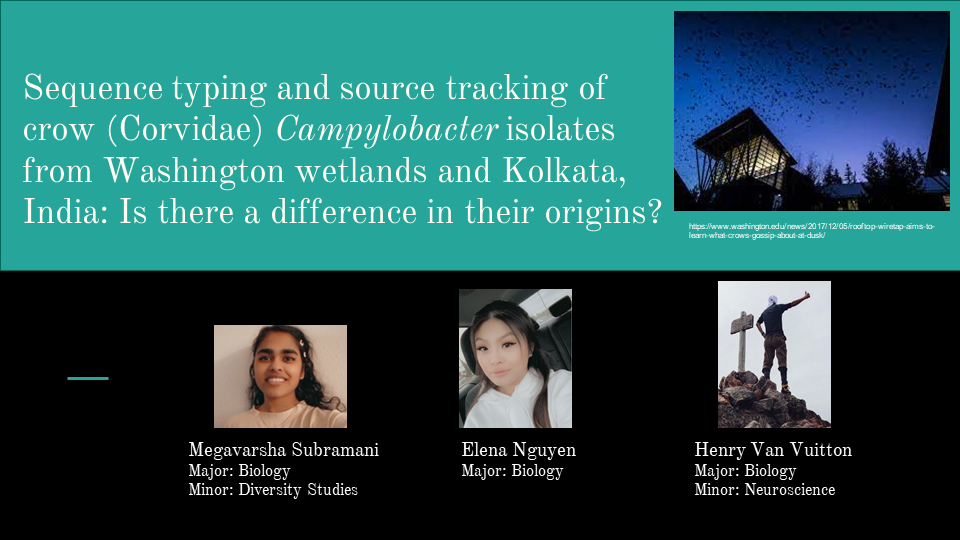 Sequence typing and source tracking of
crow (Corvidae) Campylobacter isolates
from Washington wetlands and Kolkata,
India: Is there a difference in their origins?
https://www.washington.edu/news/2017/12/05/rooftop-wiretap-aims-to-
learn-what-crows-gossip-about-at-dusk/
Megavarsha Subramani
Major: Biology
Minor: Diversity Studies
Elena Nguyen
Major: Biology
Henry Van Vuitton
Major: Biology
Minor: Neuroscience